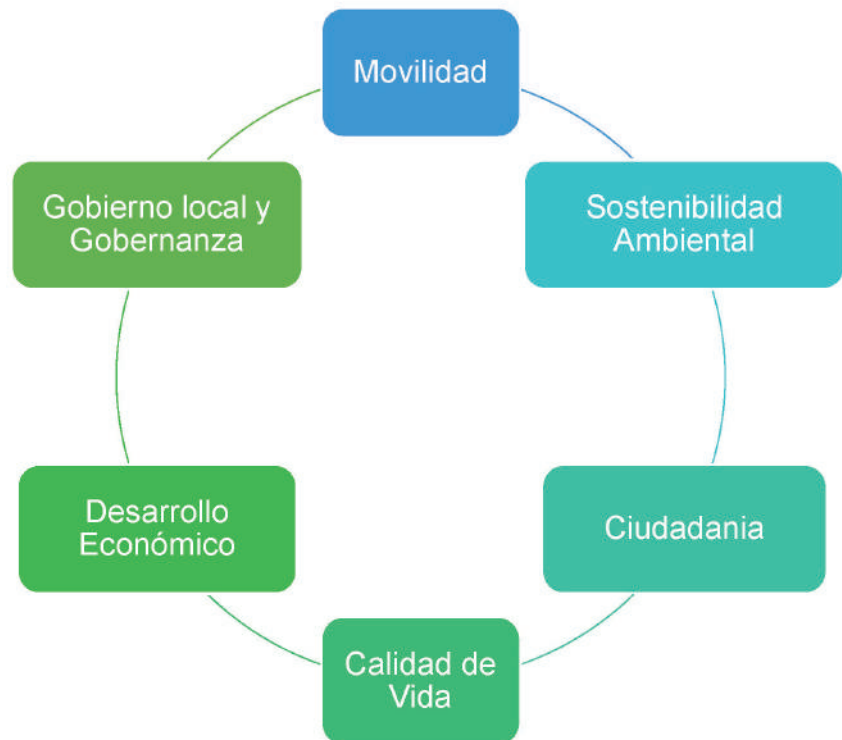 Movilidad
Sostenibilidad
Ambiental
Ciudadania
Calidad de
Vida
Desarrollo
Económico
Gobierno local y
Gobernanza